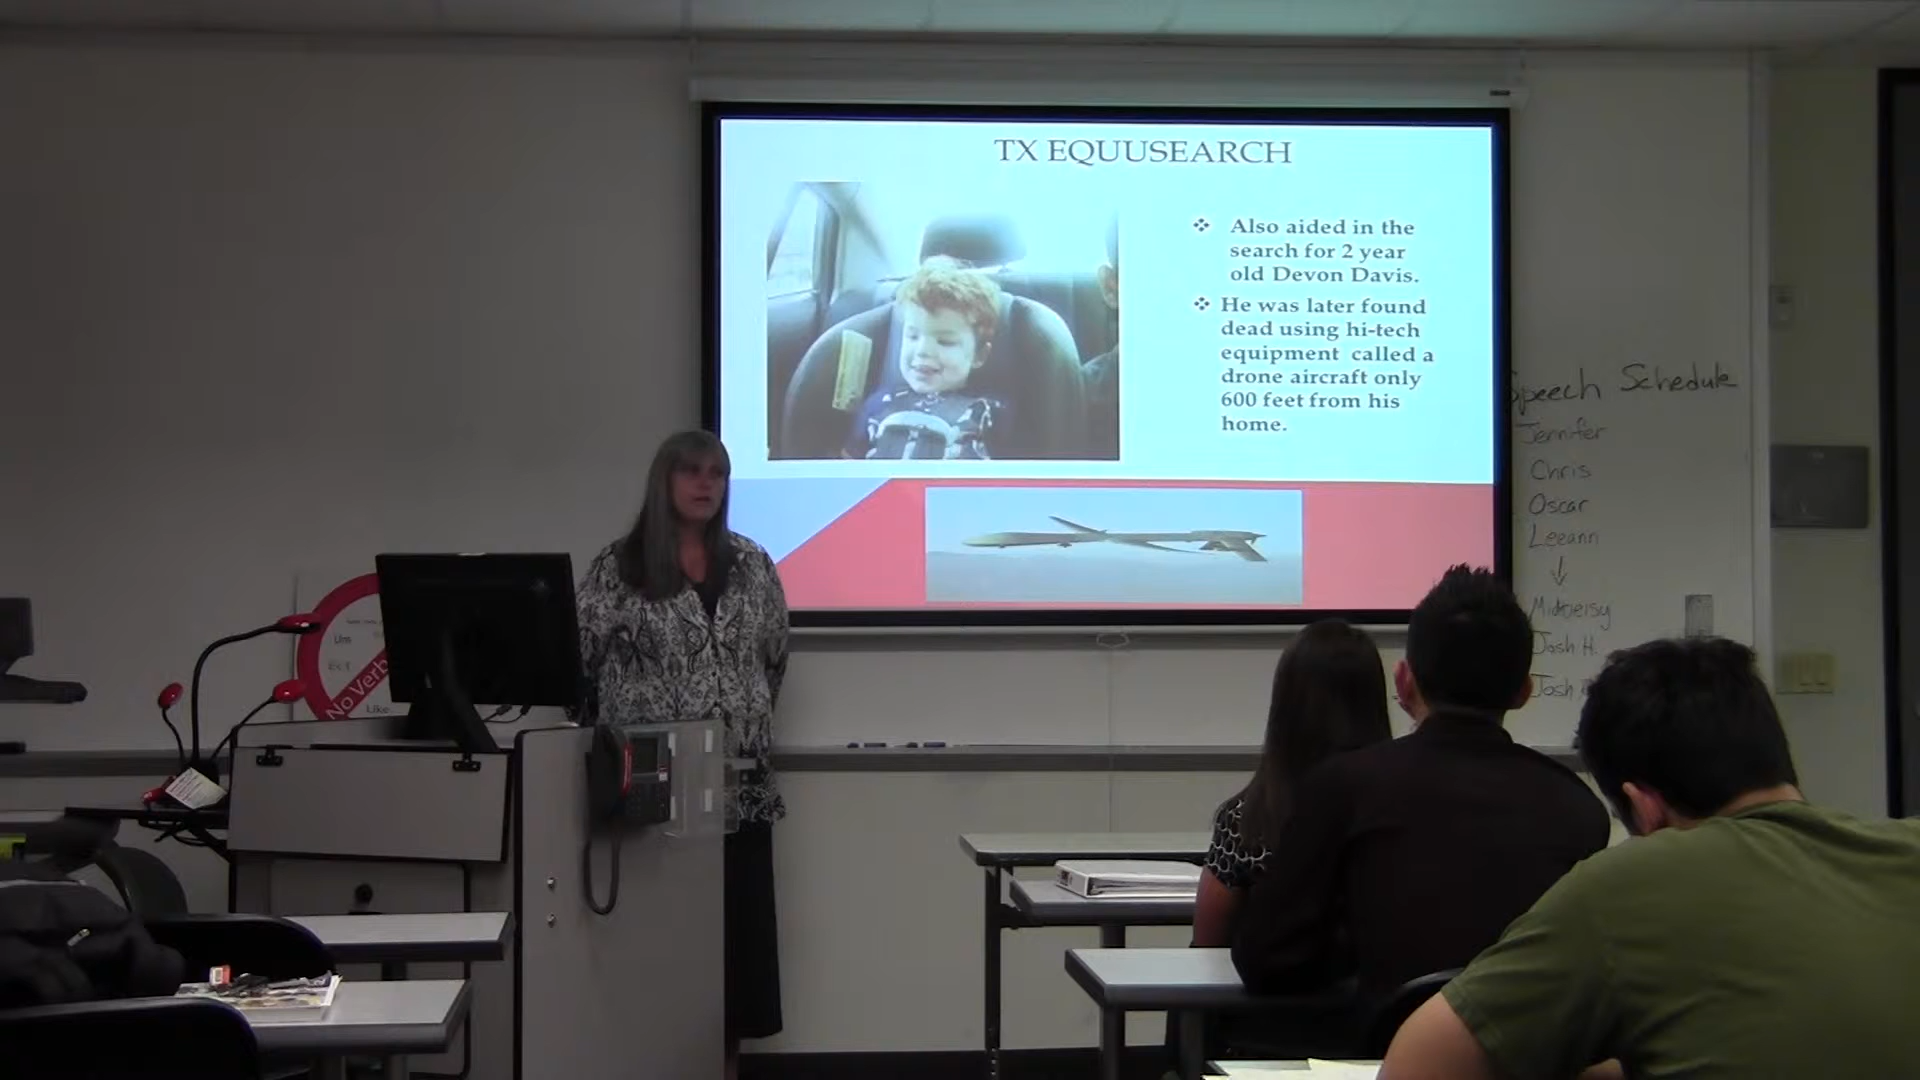 TX EQUUSEARCH
Also aided in the
search for 2 year
old Devon Davis.
He was later found
dead using hi-tech
equipment called a
drone aircraft only
600 feet from his
home.
Speech Schedule
Jennifer
Chris
Oscar
Leeann
↓
Josh H.
Josh
Um
No Verb
Like